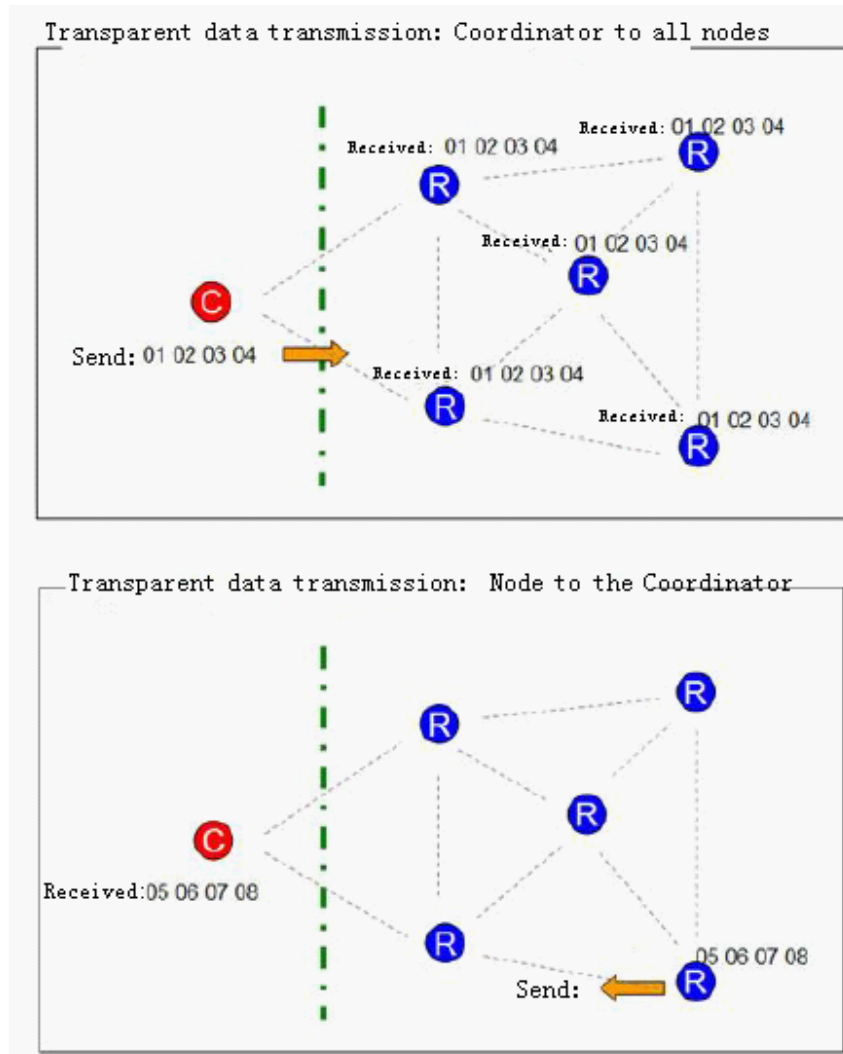 Transparent data transmission: Coordinator to all nodes
Received: 01 02 03 04
R
Received: 01 02 03 04
R
Received: 01 02 03 04
R
C
Send: 01 02 03 04
Received: 01 02 03 04
R
Received: 01 02 03 04
R
Transparent data transmission: Node to the Coordinator
R
R
R
C
Received: 05 06 07 08
R
05 06 07 08
Send:
R